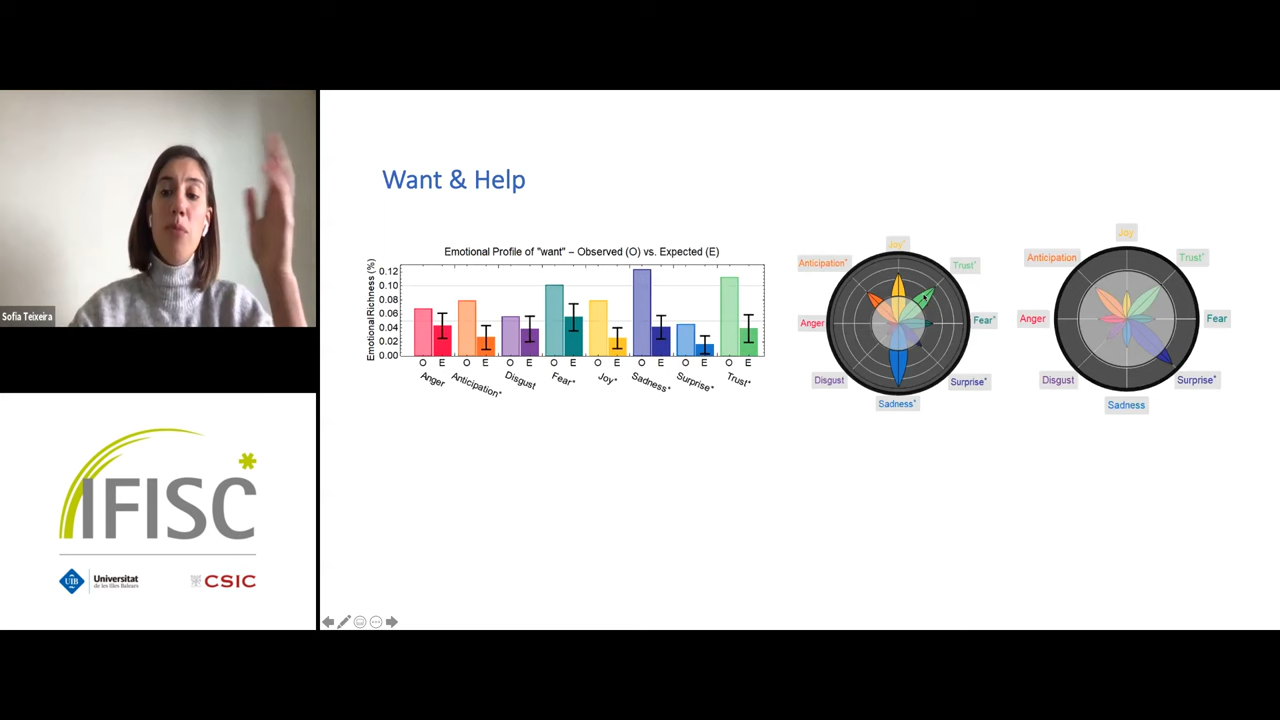 Sofia Teixeira
IFISC
UIB
Universitat
de les Illes Balears
CSIC
Want & Help
Emotional Profile of "want" – Observed (O) vs. Expected (E)
Emotional Richness (%)
0.12
0.10
0.08
0.06
0.04
0.02
0.00
O E O E O E O E O E O E O E O E
Anger
Anticipation*
Disgust
Fear*
Joy*
Sadness*
Surprise*
Trust*
Joy*
Anticipation*
Trust*
Anger
Fear*
Disgust
Surprise*
Sadness*
Joy
Anticipation
Trust*
Anger
Fear
Disgust
Surprise*
Sadness